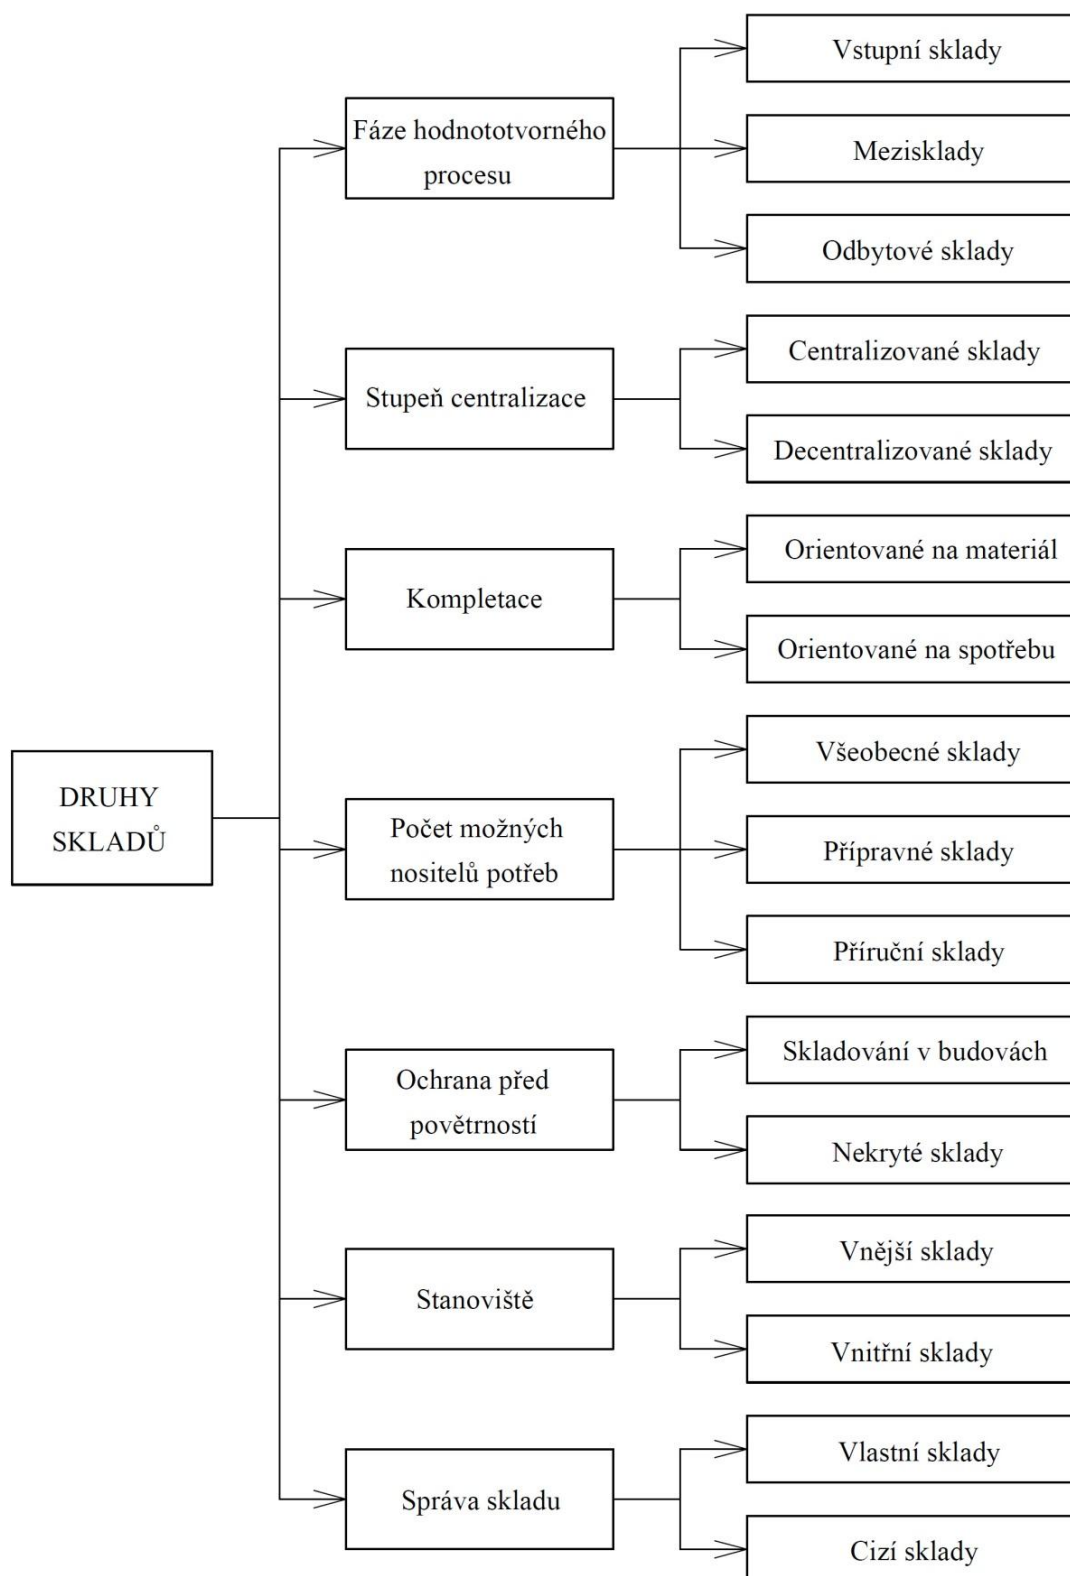 DRUHY
SKLADŮ
Fáze hodnototvorného
procesu
Vstupní sklady
Mezisklady
Odbytové sklady
Stupeň centralizace
Centralizované sklady
Decentralizované sklady
Kompletace
Orientované na materiál
Orientované na spotřebu
Počet možných
nositelů potřeb
Všeobecné sklady
Přípravné sklady
Příruční sklady
Ochrana před
povětrností
Skladování v budovách
Nekryté sklady
Stanoviště
Vnější sklady
Vnitřní sklady
Správa skladu
Vlastní sklady
Cizí sklady